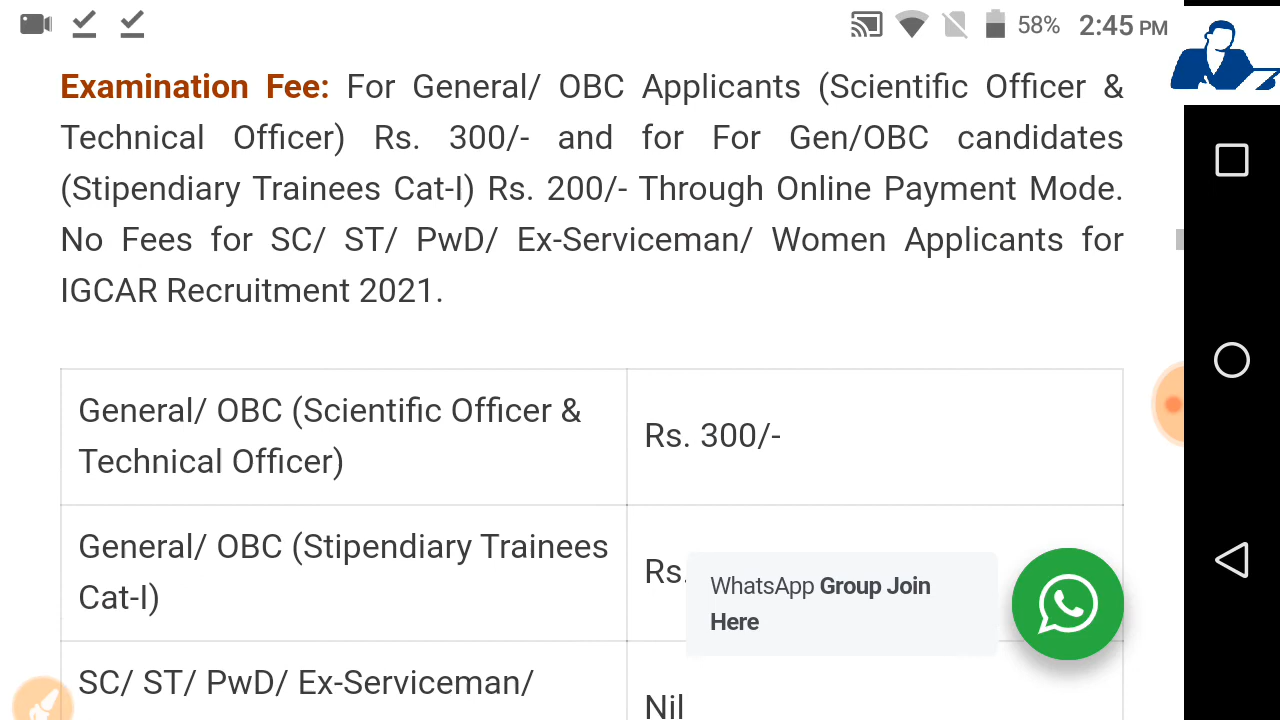 58% 2:45 PM
Examination Fee: For General/ OBC Applicants (Scientific Officer &
Technical Officer) Rs. 300/- and for For Gen/OBC candidates
(Stipendiary Trainees Cat-I) Rs. 200/- Through Online Payment Mode.
No Fees for SC/ ST/ PwD/ Ex-Serviceman/ Women Applicants for
IGCAR Recruitment 2021.
General/ OBC (Scientific Officer &
Technical Officer)
Rs. 300/-
General/ OBC (Stipendiary Trainees
Cat-I)
Rs.
WhatsApp Group Join
Here
SC/ ST/ PwD/ Ex-Serviceman/
Nil